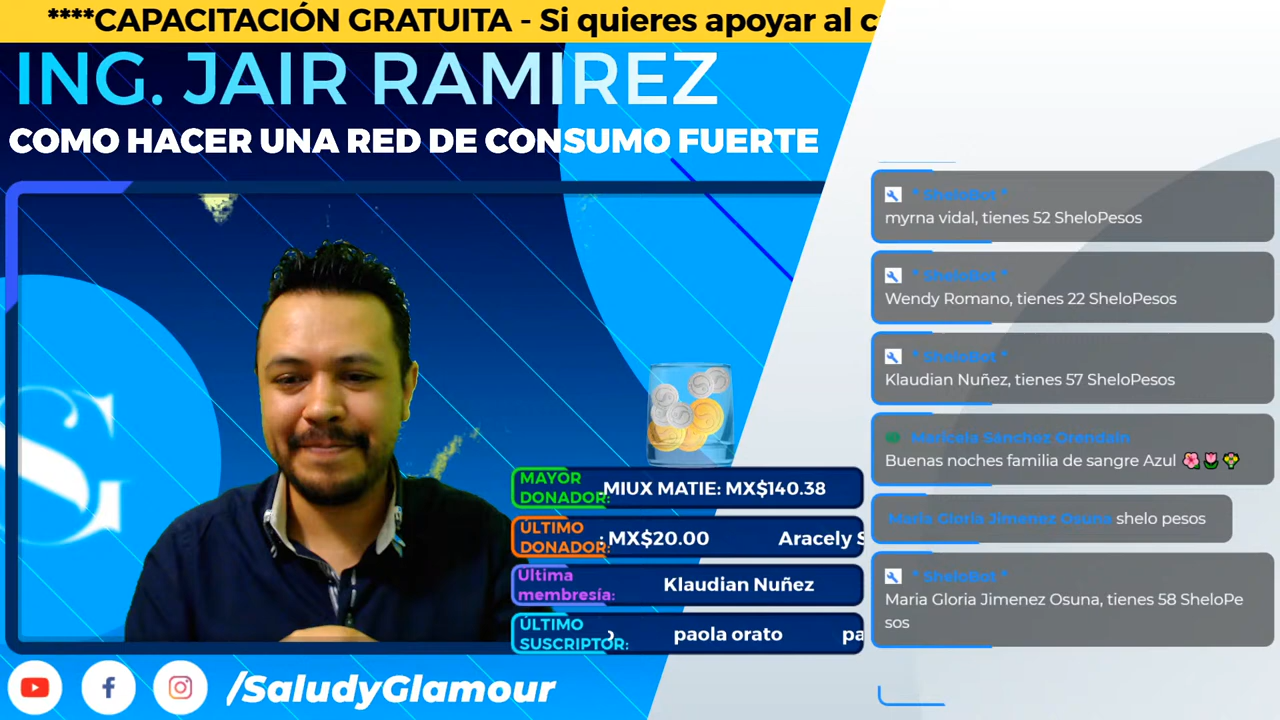 ****CAPACITACIÓN GRATUITA - Si quieres apoyar al c
ING. JAIR RAMIREZ
COMO HACER UNA RED DE CONSUMO FUERTE
S
MAYOR
DONADOR:
MIUX MATIE: MX$140.38
ÚLTIMO
DONADOR:
: MX$20.00 Aracely S
Última
membresía:
Klaudian Nuñez
ÚLTIMO
SUSCRIPTOR:
paola orato pa
/SaludyGlamour
* SheloBot *
myrna vidal, tienes 52 SheloPesos
* SheloBot *
Wendy Romano, tienes 22 SheloPesos
* SheloBot *
Klaudian Nuñez, tienes 57 SheloPesos
Maricela Sánchez Orendain
Buenas noches familia de sangre Azul 🌸🌷💐
Maria Gloria Jimenez Osuna shelo pesos
* SheloBot *
Maria Gloria Jimenez Osuna, tienes 58 SheloPe
sos